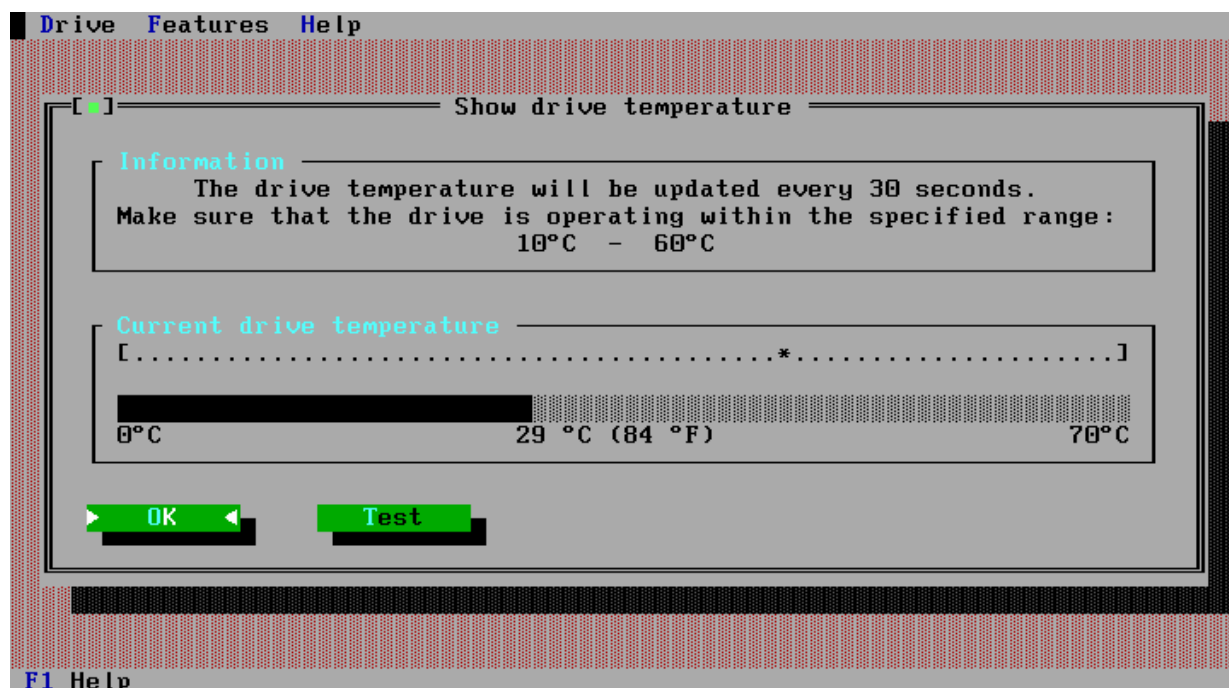 Drive Features Help
[■] Show drive temperature
Information
The drive temperature will be updated every 30 seconds.
Make sure that the drive is operating within the specified range:
10°C - 60°C
Current drive temperature
[..........................................*.....................]
0°C 29 °C (84 °F) 70°C
OK Test
F1 Help